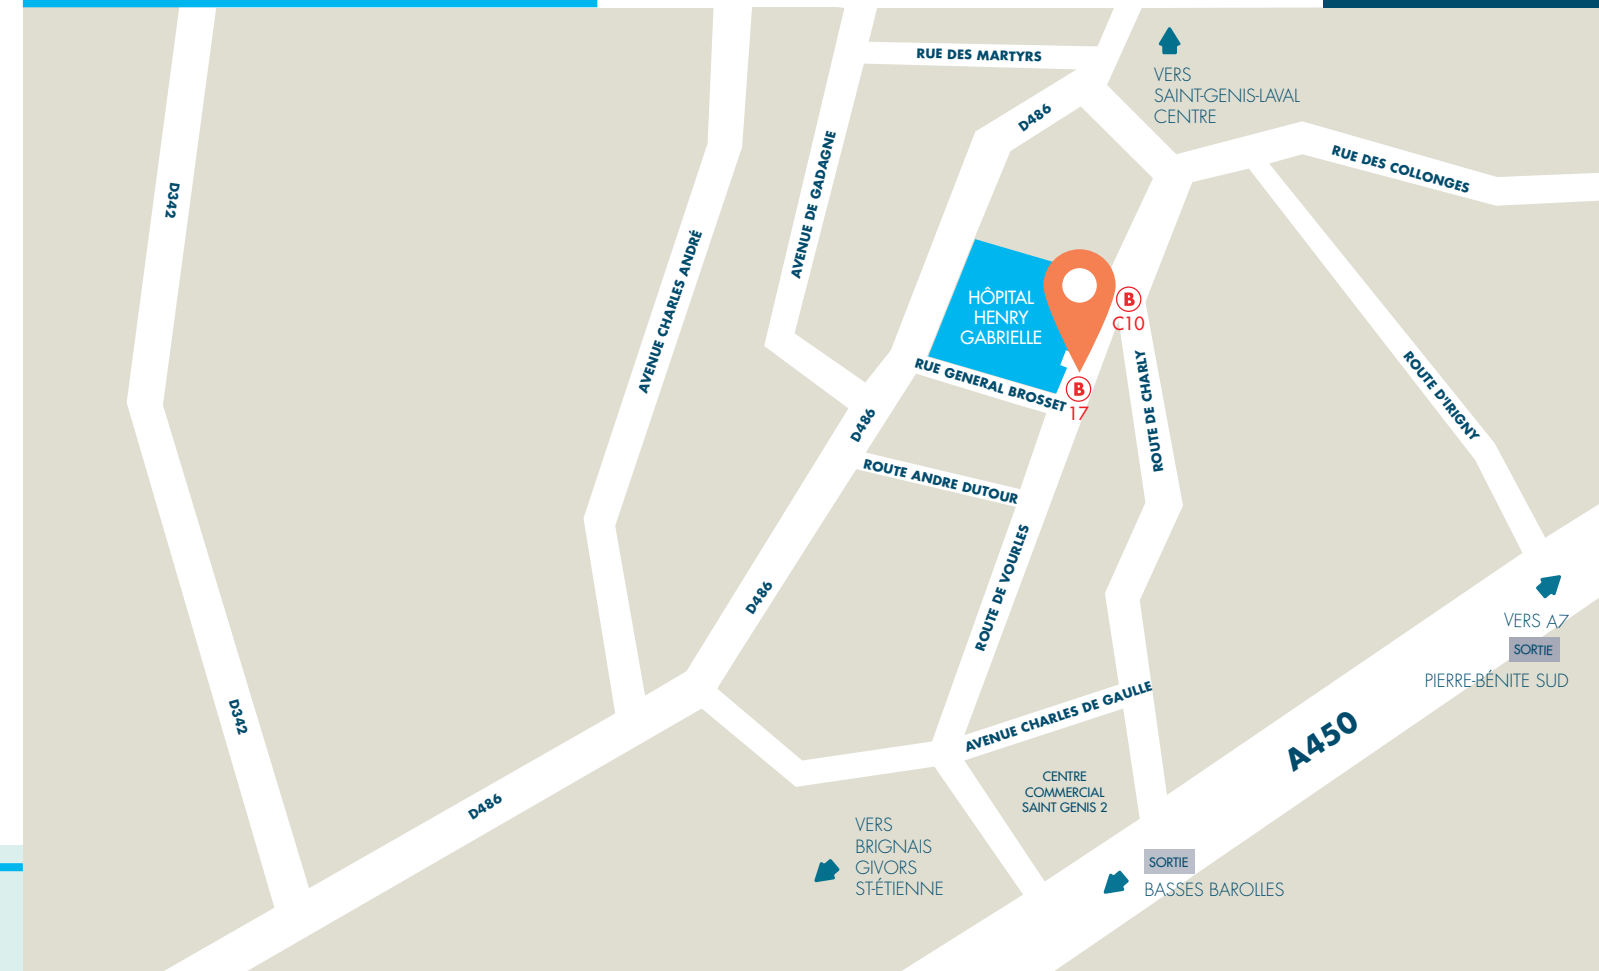 RUE DES MARTYRS
VERS
SAINT-GENIS-LAVAL
CENTRE
D486
RUE DES COLLONGES
AVENUE DE GADAGNE
D342
AVENUE CHARLES ANDRÉ
HÔPITAL
HENRY
GABRIELLE
B
C10
RUE GENERAL BROSSET
B
17
ROUTE DE CHARLY
ROUTE D'IRIGNY
D486
ROUTE ANDRE DUTOUR
D486
ROUTE DE VOURLES
VERS A7
SORTIE
PIERRE-BÉNITE SUD
D342
AVENUE CHARLES DE GAULLE
A450
CENTRE
COMMERCIAL
SAINT GENIS 2
D486
VERS
BRIGNAIS
GIVORS
ST-ÉTIENNE
SORTIE
BASSES BAROLLES